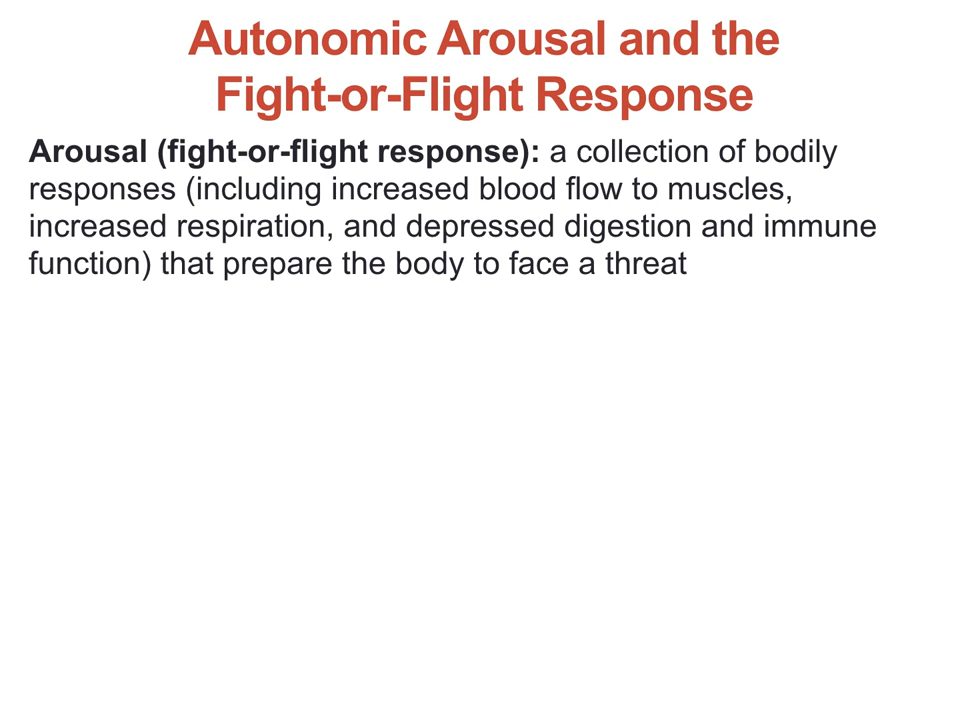 Autonomic Arousal and the
Fight-or-Flight Response
Arousal (fight-or-flight response): a collection of bodily
responses (including increased blood flow to muscles,
increased respiration, and depressed digestion and immune
function) that prepare the body to face a threat